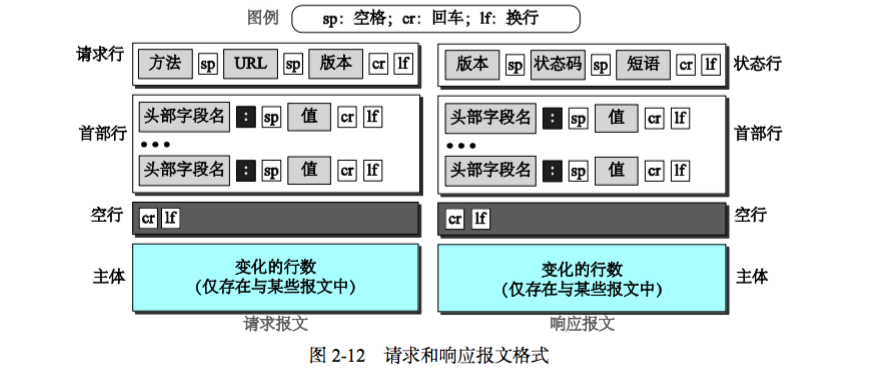 图例 sp: 空格; cr: 回车; lf: 换行
请求行 方法 sp URL sp 版本 cr lf
版本 sp 状态码 sp 短语 cr lf 状态行
首部行 头部字段名 : sp 值 cr lf
•••
头部字段名 : sp 值 cr lf
头部字段名 : sp 值 cr lf 首部行
•••
头部字段名 : sp 值 cr lf
空行 cr lf
cr lf 空行
主体 变化的行数
(仅存在与某些报文中)
变化的行数 主体
(仅存在与某些报文中)
请求报文
响应报文
图 2-12 请求和响应报文格式